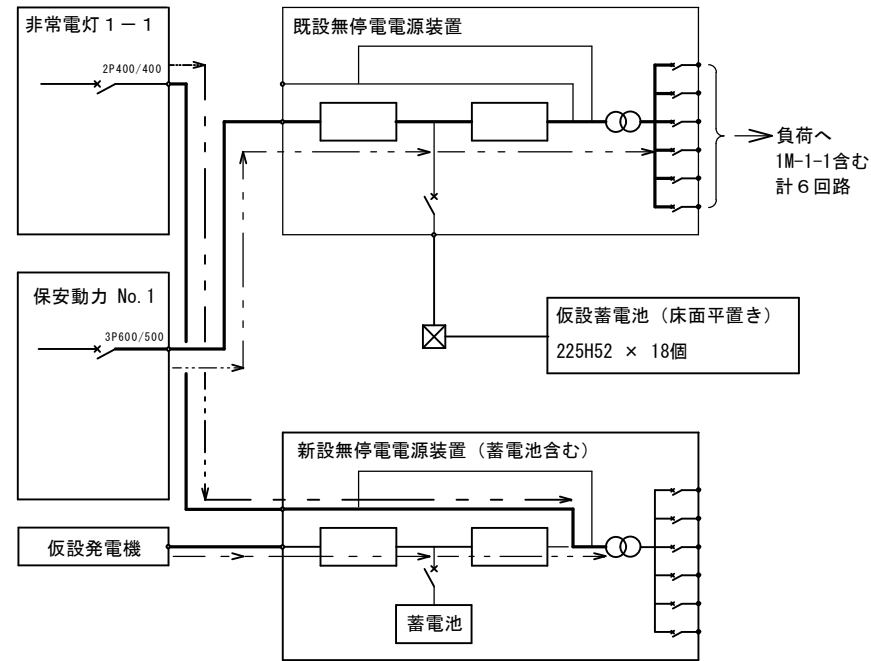 非常電灯１－１
2P400/400
既設無停電電源装置
負荷へ
1M-1-1含む
計６回路
保安動力 No.1
3P600/500
仮設蓄電池（床面平置き）
225H52 × 18個
新設無停電電源装置（蓄電池含む）
仮設発電機
蓄電池